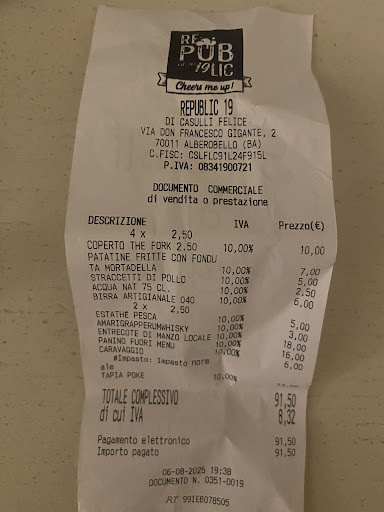 RE
PUB
19 LIC
Cheers me up!
REPUBLIC 19
DI CASULLI FELICE
VIA DON FRANCESCO GIGANTE, 2
70011 ALBEROBELLO (BA)
C.FISC: CSLFLC91L24F915L
P.IVA: 08341900721
DOCUMENTO COMMERCIALE
di vendita o prestazione
DESCRIZIONE IVA Prezzo(€)
4 x 2,50
COPERTO THE FORK 2.50 10,00% 10,00
PATATINE FRITTE CON FONDU
TA MORTADELLA 10,00% 7,00
STRACCETTI DI POLLO 10,00% 5,00
ACQUA NAT 75 CL. 10,00% 2,50
BIRRA ARTIGIANALE 040 10,00%
2 x 2,50
ESTATHE PESCA 10,00% 5,00
AMARIGRAPPERUMWHISKY 10,00% 3,00
ENTRECOTE DI MANZO LOCALE 10,00% 18,00
PANINO FUORI MENU 10,00% 16,00
CARAVAGGIO 10,00% 6,00
#Impasto: Impasto norm
ale
TAPIA POKE 10,00%
TOTALE COMPLESSIVO 91,50
di cui IVA 8,32
Pagamento elettronico 91,50
Importo pagato 91,50
06-08-2025 19:38
DOCUMENTO N. 0351-0019
RT 99IEB078505